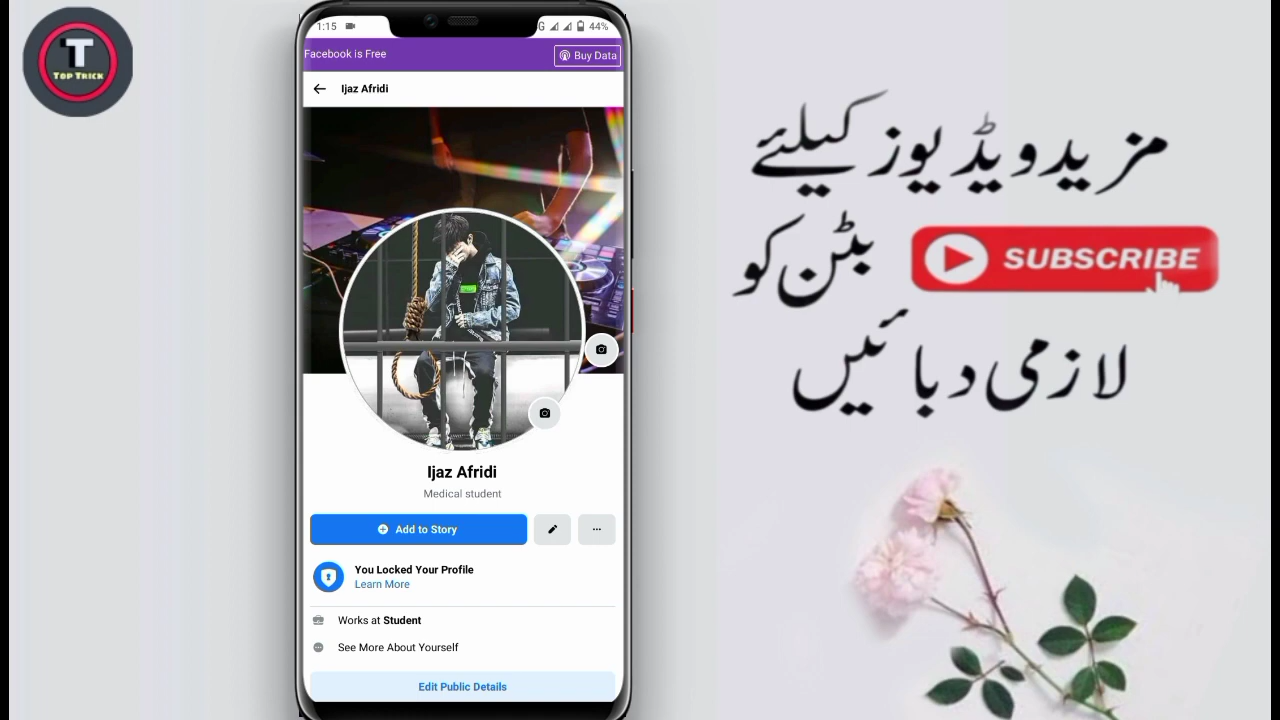 T
TOP TRICK
1:15
G
44%
Facebook is Free
Buy Data
Ijaz Afridi
Ijaz Afridi
Medical student
Add to Story
You Locked Your Profile
Learn More
Works at Student
See More About Yourself
Edit Public Details
مزید ویڈیوز کیلئے
SUBSCRIBE بٹن کو
لازمی دبائیں